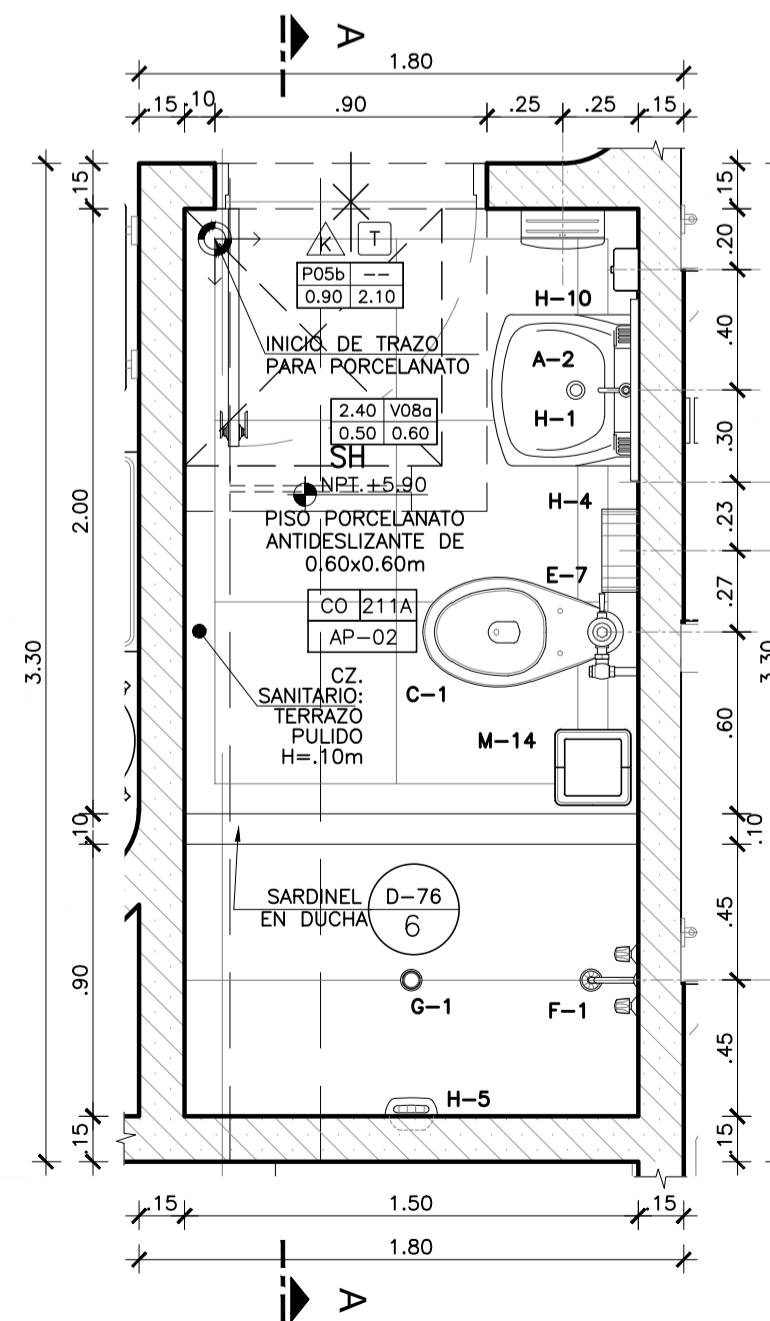 A
1.80
.15 .10 .90 .25 .25 .15
.15
.15
K T
P05b --
0.90 2.10
.20
H-10
INICIO DE TRAZO
PARA PORCELANATO
A-2
.40
2.40 V08a
0.50 0.60
H-1
.30
SH
NPT.+5.90
H-4
2.00
PISO PORCELANATO
ANTIDESLIZANTE DE
0.60x0.60m
.23
E-7
.27
CO 211A
AP-02
3.30
3.30
CZ.
SANITARIO:
TERRAZO
PULIDO
H=.10m
C-1
.60
M-14
.10
.10
SARDINEL
EN DUCHA
D-76
6
.45
.90
G-1
F-1
.45
H-5
.15
.15
.15 1.50 .15
1.80
A